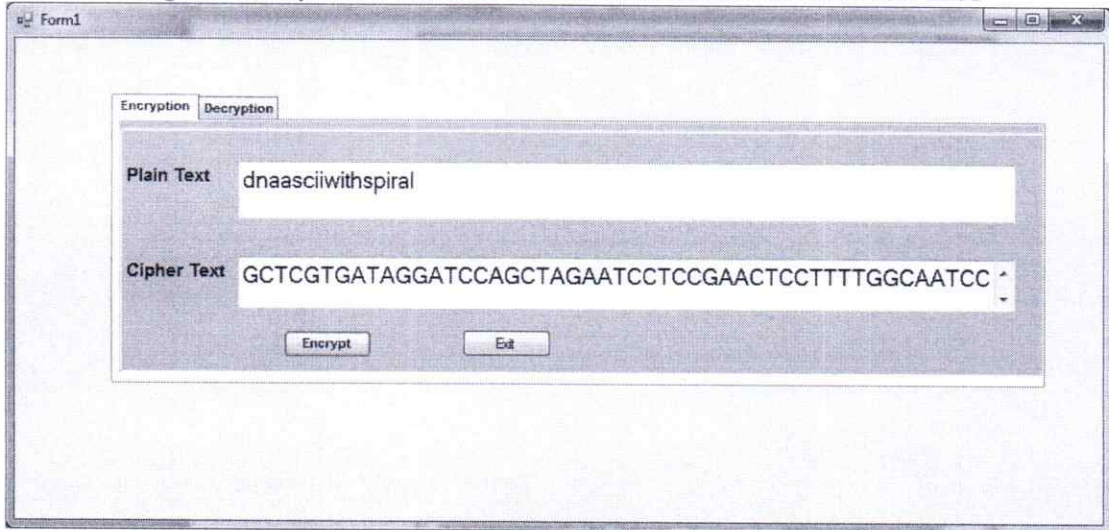 Form1
Encryption Decryption
Plain Text
dnaasciiwithspiral
Cipher Text
GCTCGTGATAGGATCCAGCTAGAATCCTCCGAACTCCTTTTGGCAATCC
Encrypt Exit